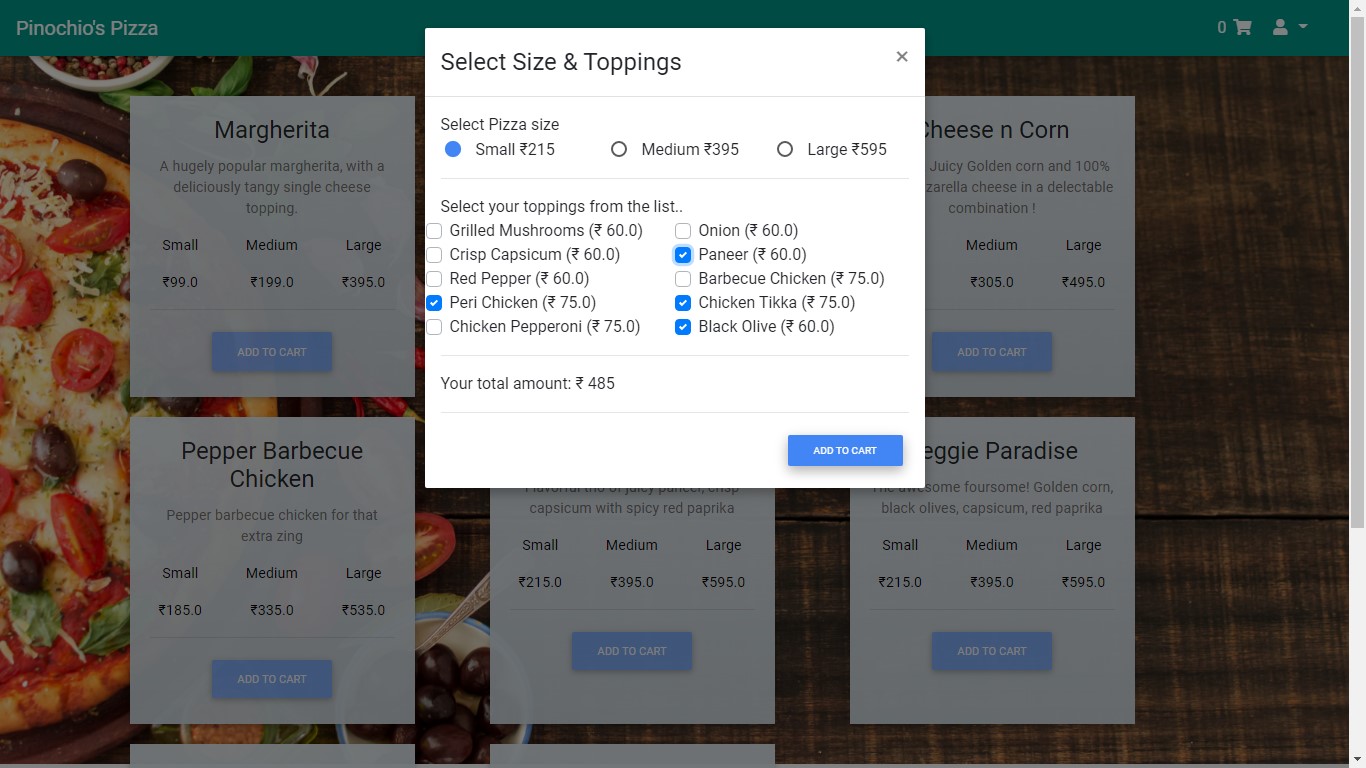 Pinochio's Pizza
0
Select Size & Toppings
×
Select Pizza size
Small ₹215 Medium ₹395 Large ₹595
Select your toppings from the list..
Grilled Mushrooms (₹ 60.0) Onion (₹ 60.0)
Crisp Capsicum (₹ 60.0) Paneer (₹ 60.0)
Red Pepper (₹ 60.0) Barbecue Chicken (₹ 75.0)
Peri Chicken (₹ 75.0) Chicken Tikka (₹ 75.0)
Chicken Pepperoni (₹ 75.0) Black Olive (₹ 60.0)
Your total amount: ₹ 485
ADD TO CART
Margherita
A hugely popular margherita, with a
deliciously tangy single cheese
topping.
Small Medium Large
₹99.0 ₹199.0 ₹395.0
ADD TO CART
Cheese n Corn
Juicy Golden corn and 100%
zarella cheese in a delectable
combination !
Medium Large
₹305.0 ₹495.0
ADD TO CART
Pepper Barbecue
Chicken
Pepper barbecue chicken for that
extra zing
Small Medium Large
₹185.0 ₹335.0 ₹535.0
ADD TO CART
Flavorful trio of juicy paneer, crisp
capsicum with spicy red paprika
Small Medium Large
₹215.0 ₹395.0 ₹595.0
ADD TO CART
eggie Paradise
The awesome foursome! Golden corn,
black olives, capsicum, red paprika
Small Medium Large
₹215.0 ₹395.0 ₹595.0
ADD TO CART